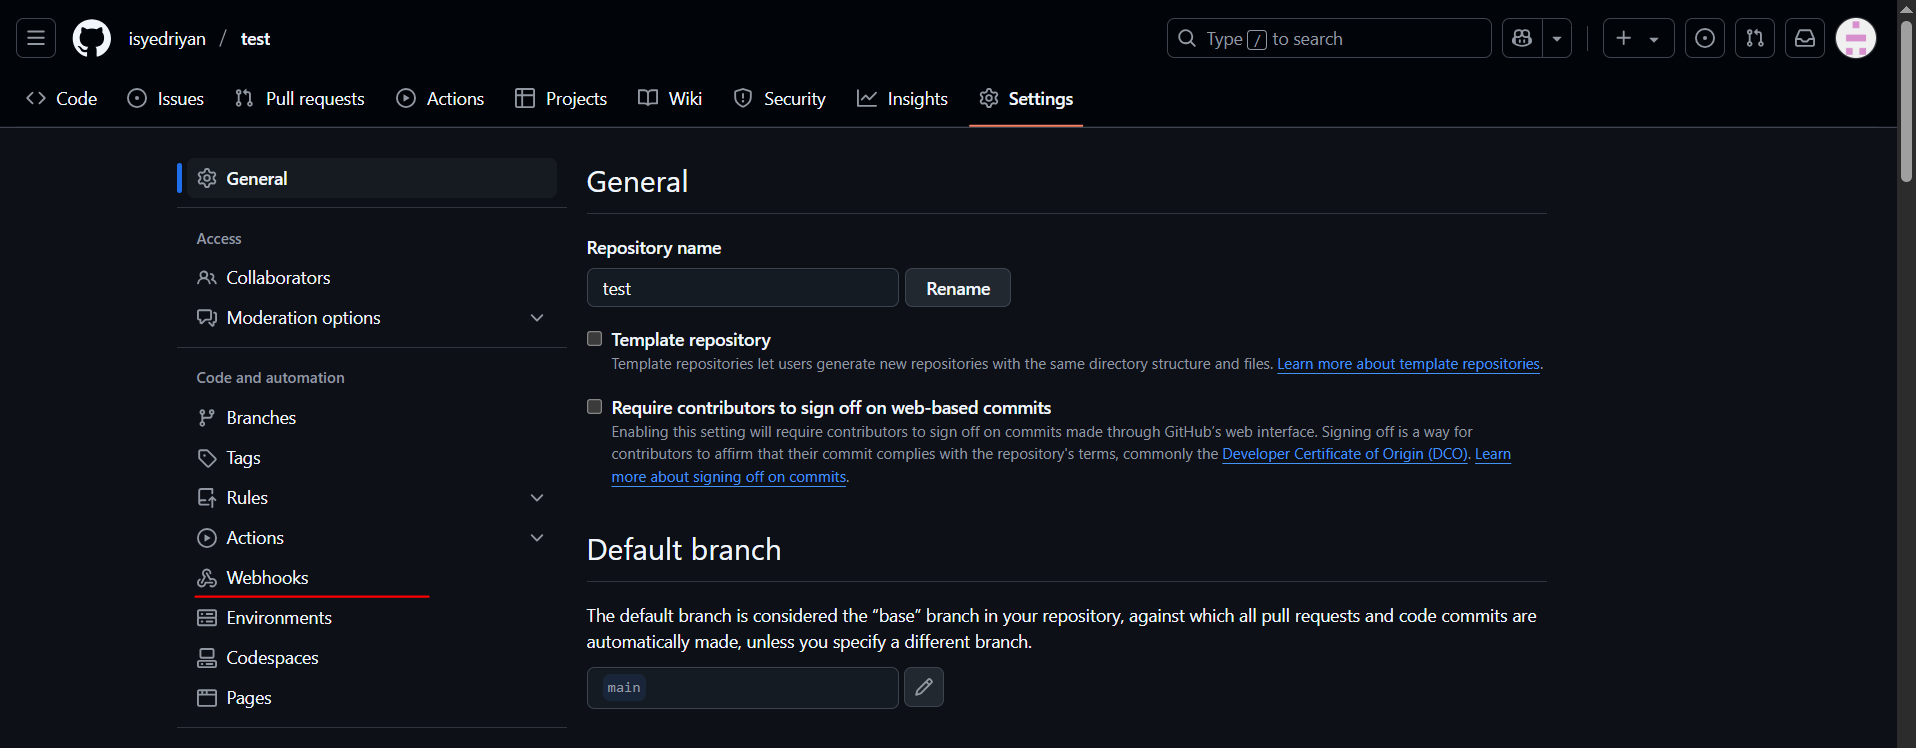 isyedriyan / test
Type / to search
Code Issues Pull requests Actions Projects Wiki Security Insights Settings
General
Access
Collaborators
Moderation options
Code and automation
Branches
Tags
Rules
Actions
Webhooks
Environments
Codespaces
Pages
General
Repository name
test Rename
Template repository
Template repositories let users generate new repositories with the same directory structure and files. Learn more about template repositories.
Require contributors to sign off on web-based commits
Enabling this setting will require contributors to sign off on commits made through GitHub's web interface. Signing off is a way for
contributors to affirm that their commit complies with the repository's terms, commonly the Developer Certificate of Origin (DCO). Learn
more about signing off on commits.
Default branch
The default branch is considered the “base” branch in your repository, against which all pull requests and code commits are
automatically made, unless you specify a different branch.
main